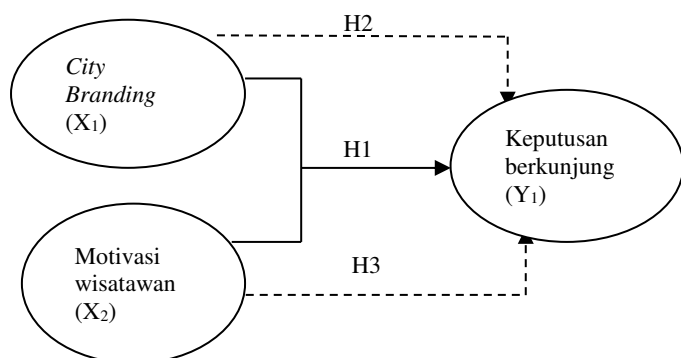 H2
City
Branding
(X1)
Keputusan
berkunjung
(Y1)
H1
Motivasi
wisatawan
(X2)
H3